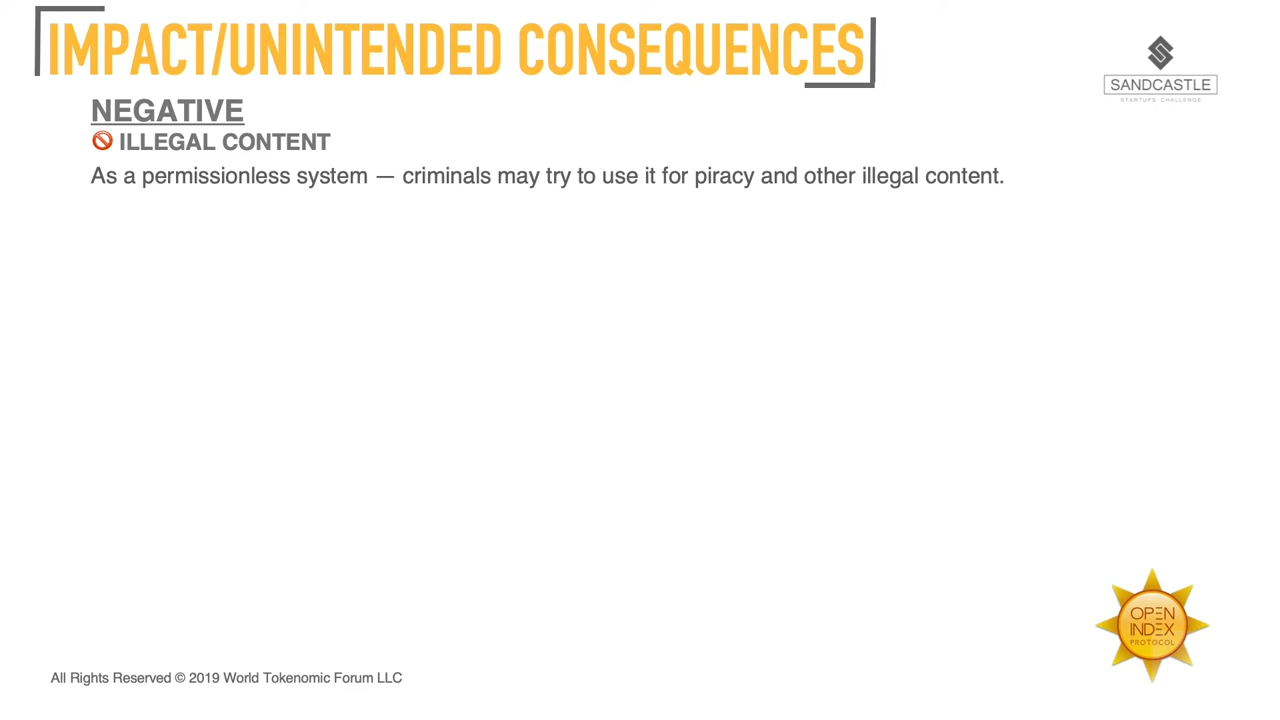 IMPACT/UNINTENDED CONSEQUENCES
SANDCASTLE
STARTUPS CHALLENGE
NEGATIVE
🚫 ILLEGAL CONTENT
As a permissionless system — criminals may try to use it for piracy and other illegal content.
OPEN
INDEX
PROTOCOL
All Rights Reserved © 2019 World Tokenomic Forum LLC